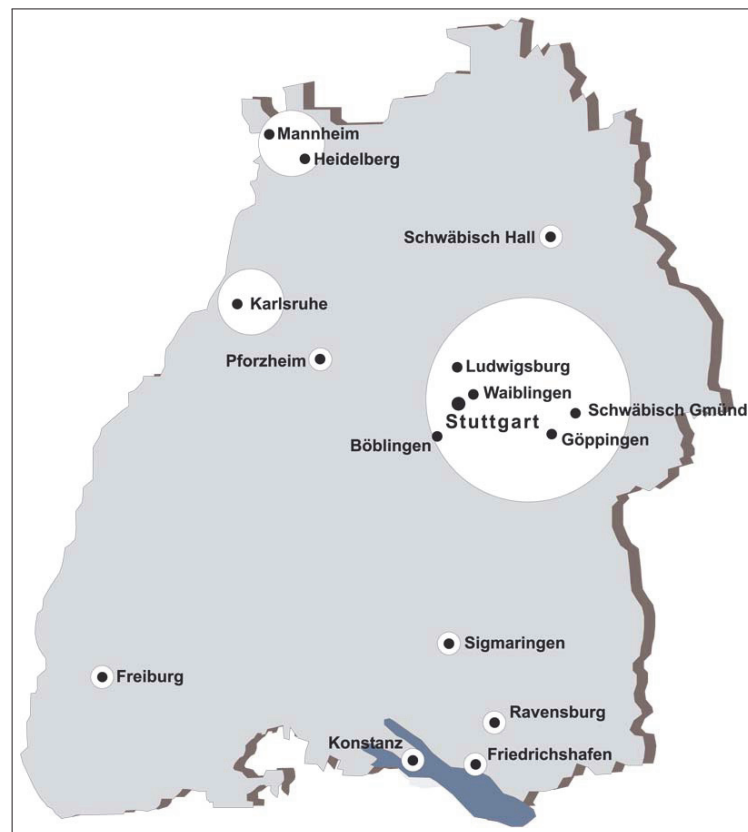 Mannheim
Heidelberg
Schwäbisch Hall
Karlsruhe
Pforzheim
Ludwigsburg
Waiblingen
Schwäbisch Gmünd
Stuttgart
Böblingen
Göppingen
Sigmaringen
Freiburg
Ravensburg
Konstanz
Friedrichshafen